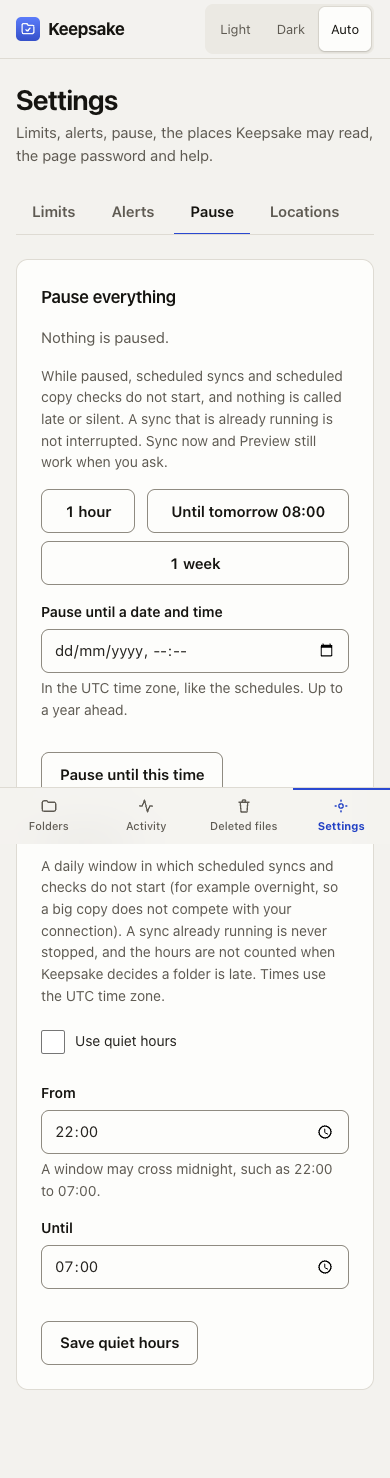 Keepsake
Light
Dark
Auto
Settings
Limits, alerts, pause, the places Keepsake may read,
the page password and help.
Limits
Alerts
Pause
Locations
Pause everything
Nothing is paused.
While paused, scheduled syncs and scheduled
copy checks do not start, and nothing is called
late or silent. A sync that is already running is
not interrupted. Sync now and Preview still
work when you ask.
1 hour
Until tomorrow 08:00
1 week
Pause until a date and time
dd/mm/yyyy, --:--
In the UTC time zone, like the schedules. Up to
a year ahead.
Pause until this time
Folders
Activity
Deleted files
Settings
A daily window in which scheduled syncs and
checks do not start (for example overnight, so
a big copy does not compete with your
connection). A sync already running is never
stopped, and the hours are not counted when
Keepsake decides a folder is late. Times use
the UTC time zone.
Use quiet hours
From
22:00
A window may cross midnight, such as 22:00
to 07:00.
Until
07:00
Save quiet hours